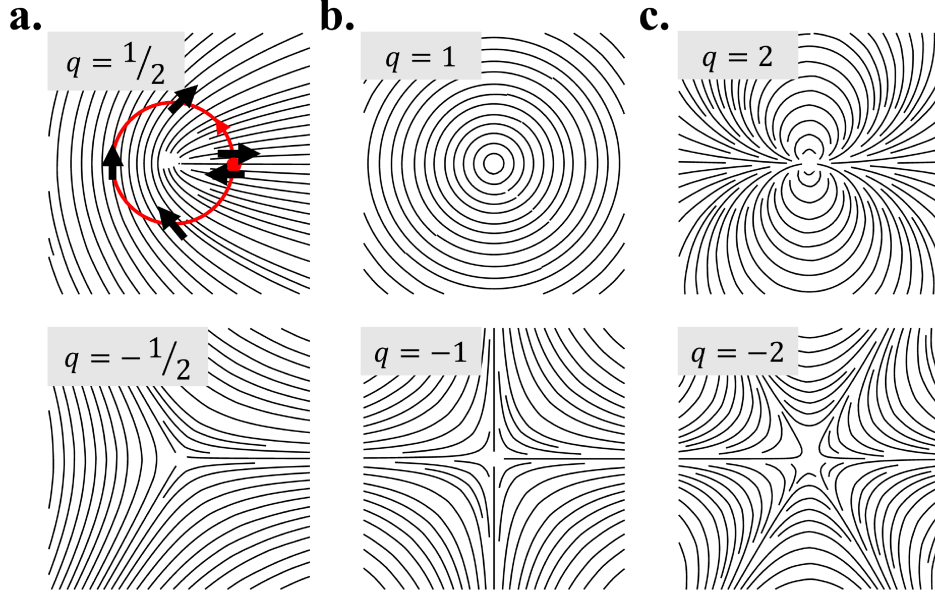 a. b. c.
q = 1/2 q = 1 q = 2
q = − 1/2 q = −1 q = −2